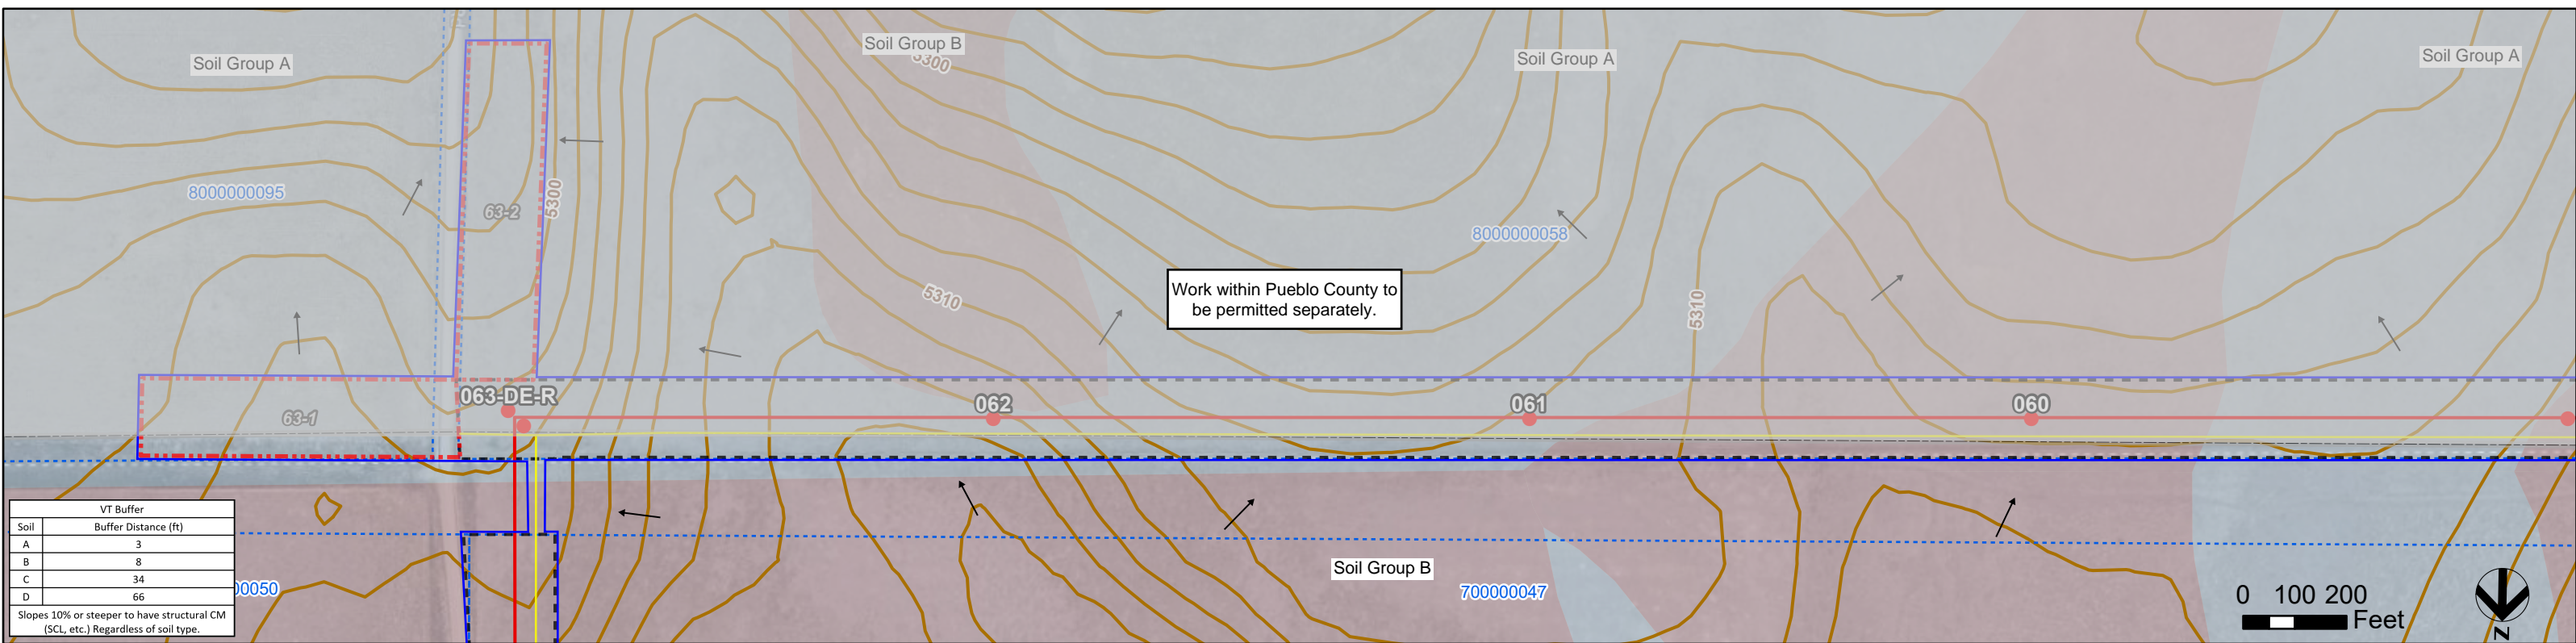 Soil Group A
Soil Group B
5300
Soil Group A
Soil Group A
8000000095
63-2
5300
8000000058
5310
5310
Work within Pueblo County to
be permitted separately.
063-DE-R
63-1
062
061
060
VT Buffer
Soil Buffer Distance (ft)
A 3
B 8
C 34
D 66
Slopes 10% or steeper to have structural CM
(SCL, etc.) Regardless of soil type.
00050
Soil Group B
700000047
0 100 200
Feet
N